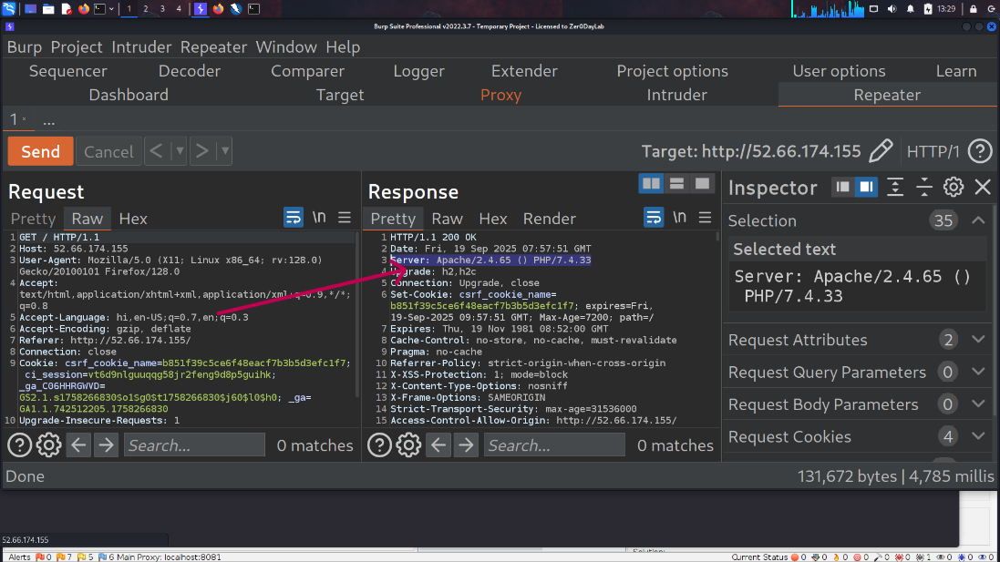 1 2 3 4 13:29
Burp Suite Professional v2022.3.7 - Temporary Project - Licensed to Zer0DayLab
Burp Project Intruder Repeater Window Help
Sequencer Decoder Comparer Logger Extender Project options User options Learn
Dashboard Target Proxy Intruder Repeater
1 × ...
Send Cancel < > Target: http://52.66.174.155 HTTP/1 ?
Request
Pretty Raw Hex \n
1 GET / HTTP/1.1
2 Host: 52.66.174.155
3 User-Agent: Mozilla/5.0 (X11; Linux x86_64; rv:128.0)
Gecko/20100101 Firefox/128.0
4 Accept:
text/html,application/xhtml+xml,application/xml;q=0.9,*/*;
q=0.8
5 Accept-Language: hi,en-US;q=0.7,en;q=0.3
6 Accept-Encoding: gzip, deflate
7 Referer: http://52.66.174.155/
8 Connection: close
9 Cookie: csrf_cookie_name=b851f39c5ce6f48eacf7b3b5d3efc1f7;
ci_session=vt6d9nlguuqqg58jr2feng9d8p5guihk;
_ga_C06HHRGWVD=
GS2.1.s1758266830$o1$g0$t1758266830$j60$l0$h0; _ga=
GA1.1.742512205.1758266830
10 Upgrade-Insecure-Requests: 1
Search... 0 matches
Response
Pretty Raw Hex Render \n
1 HTTP/1.1 200 OK
2 Date: Fri, 19 Sep 2025 07:57:51 GMT
3 Server: Apache/2.4.65 () PHP/7.4.33
4 Upgrade: h2,h2c
5 Connection: Upgrade, close
6 Set-Cookie: csrf_cookie_name=
b851f39c5ce6f48eacf7b3b5d3efc1f7; expires=Fri,
19-Sep-2025 09:57:51 GMT; Max-Age=7200; path=/
7 Expires: Thu, 19 Nov 1981 08:52:00 GMT
8 Cache-Control: no-store, no-cache, must-revalidate
9 Pragma: no-cache
10 Referrer-Policy: strict-origin-when-cross-origin
11 X-XSS-Protection: 1; mode=block
12 X-Content-Type-Options: nosniff
13 X-Frame-Options: SAMEORIGIN
14 Strict-Transport-Security: max-age=31536000
15 Access-Control-Allow-Origin: http://52.66.174.155/
Search... 0 matches
Inspector
Selection 35
Selected text
Server: Apache/2.4.65 ()
PHP/7.4.33
Request Attributes 2
Request Query Parameters 0
Request Body Parameters 0
Request Cookies 4
Done 131,672 bytes | 4,785 millis
52.66.174.155
Alerts 0 7 5 6 Main Proxy: localhost:8081 Current Status 0 0 0 0 0 0 1 0 0 0